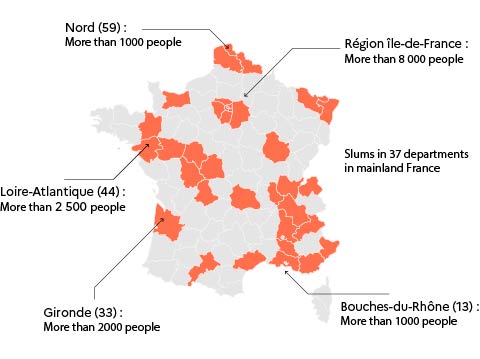 Nord (59) :
More than 1000 people
Région île-de-France :
More than 8 000 people
Slums in 37 departments
in mainland France
Loire-Atlantique (44) :
More than 2 500 people
Gironde (33) :
More than 2000 people
Bouches-du-Rhône (13) :
More than 1000 people